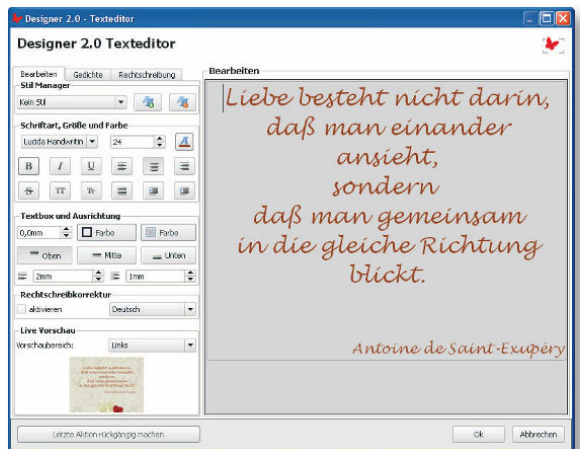 Designer 2.0 - Texteditor
Designer 2.0 Texteditor
Bearbeiten Gedichte Rechtschreibung
Stil Manager
Kein Stil
Schriftart, Größe und Farbe
Lucida Handwritin 24
B I U
Textbox und Ausrichtung
0,0mm Farbe Farbe
Oben Mitte Unten
2mm 1mm
Rechtschreibkorrektur
aktivieren Deutsch
Live Vorschau
Vorschaubereich: Links
Letzte Aktion rückgängig machen
Bearbeiten
Liebe besteht nicht darin,
daß man einander
ansieht,
sondern
daß man gemeinsam
in die gleiche Richtung
blickt.
Antoine de Saint-Exupéry
Ok Abbrechen